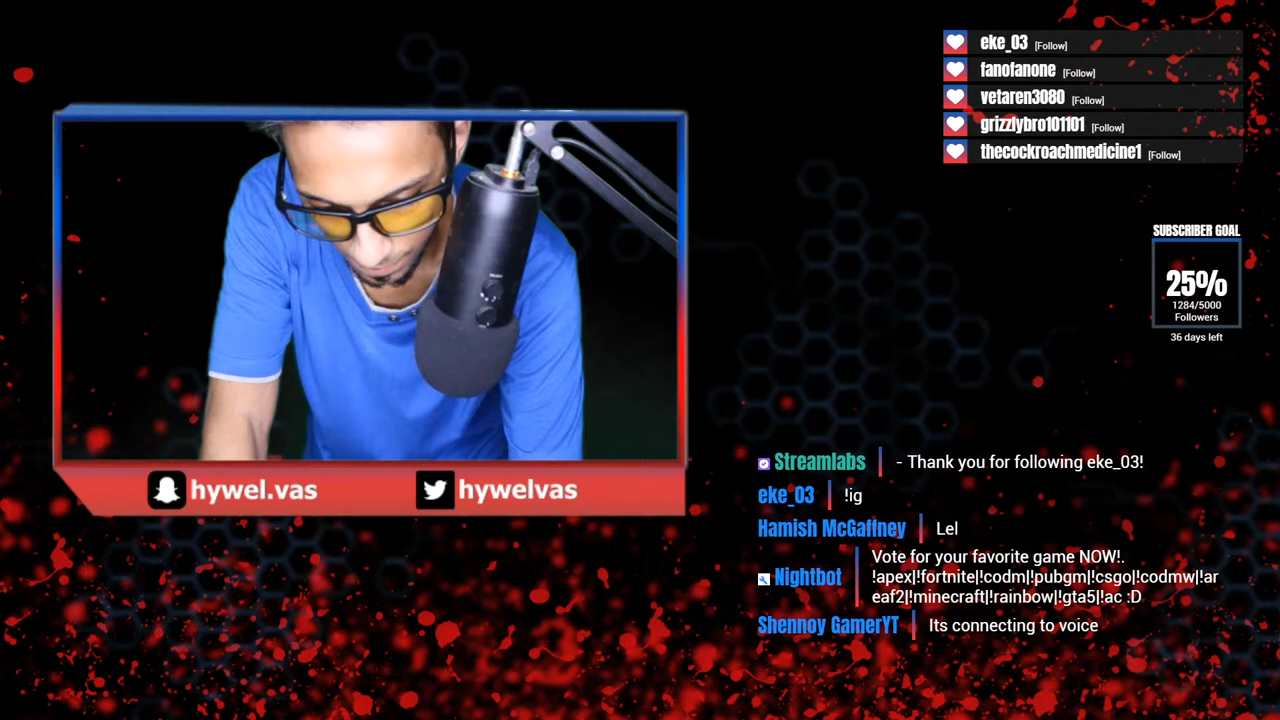 eke_03 [Follow]
fanofanone [Follow]
vetaren3080 [Follow]
grizzlybro101101 [Follow]
thecockroachmedicine1 [Follow]
SUBSCRIBER GOAL
25%
1284/5000
Followers
36 days left
hywel.vas hywelvas
Streamlabs - Thank you for following eke_03!
eke_03 !ig
Hamish McGaffney Lel
Nightbot Vote for your favorite game NOW!.
!apex|!fortnite|!codm|!pubgm|!csgo|!codmw|!ar
eaf2|!minecraft|!rainbow|!gta5|!ac :D
Shennoy GamerYT Its connecting to voice